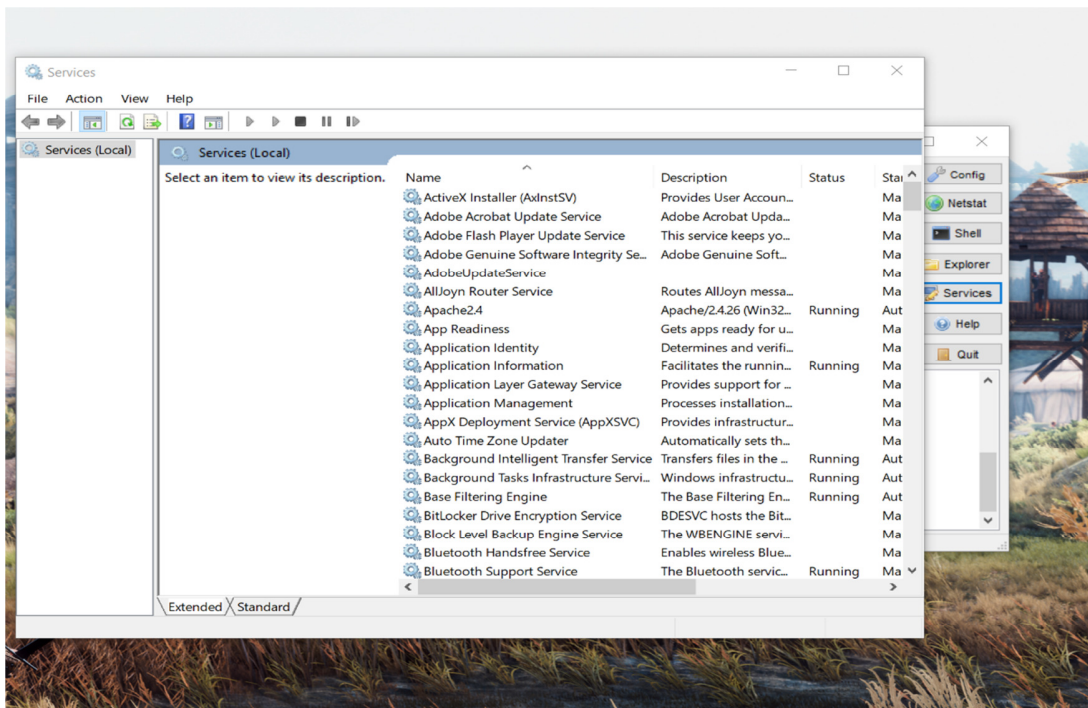 Services
File Action View Help
Services (Local)
Services (Local)
Select an item to view its description.
Name Description Status Star
ActiveX Installer (AxInstSV) Provides User Accoun... Ma
Adobe Acrobat Update Service Adobe Acrobat Upda... Ma
Adobe Flash Player Update Service This service keeps yo... Ma
Adobe Genuine Software Integrity Se... Adobe Genuine Soft... Ma
AdobeUpdateService Ma
AllJoyn Router Service Routes AllJoyn messa... Ma
Apache2.4 Apache/2.4.26 (Win32... Running Aut
App Readiness Gets apps ready for u... Ma
Application Identity Determines and verifi... Ma
Application Information Facilitates the runnin... Running Ma
Application Layer Gateway Service Provides support for ... Ma
Application Management Processes installation... Ma
AppX Deployment Service (AppXSVC) Provides infrastructur... Ma
Auto Time Zone Updater Automatically sets th... Ma
Background Intelligent Transfer Service Transfers files in the ... Running Aut
Background Tasks Infrastructure Servi... Windows infrastructu... Running Aut
Base Filtering Engine The Base Filtering En... Running Aut
BitLocker Drive Encryption Service BDESVC hosts the Bit... Ma
Block Level Backup Engine Service The WBENGINE servi... Ma
Bluetooth Handsfree Service Enables wireless Blue... Ma
Bluetooth Support Service The Bluetooth servic... Running Ma
Extended Standard
Config
Netstat
Shell
Explorer
Services
Help
Quit